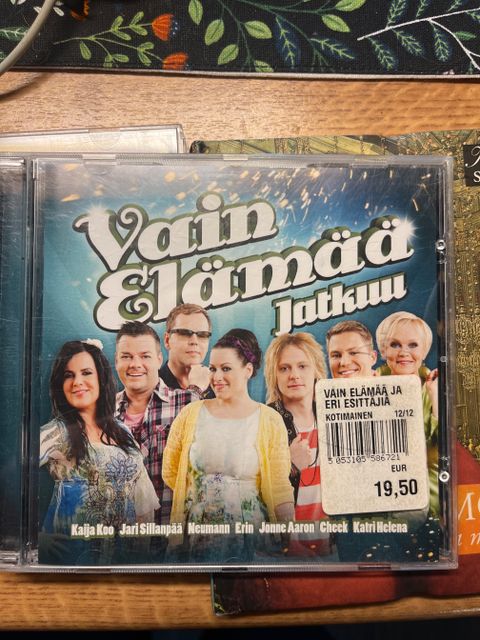 Vain
Elämää
Jatkuu
VAIN ELÄMÄÄ JA
ERI ESITTÄJIÄ
KOTIMAINEN 12/12
5 053105 586721
EUR
19,50
Kaija Koo Jari Sillanpää Neumann Erin Jonne Aaron Cheek Katri Helena